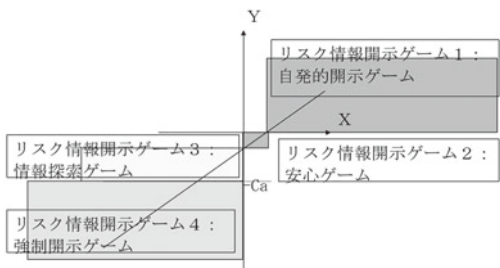 Y
リスク情報開示ゲーム１：
自発的開示ゲーム
X
リスク情報開示ゲーム３：
情報探索ゲーム
リスク情報開示ゲーム２：
安心ゲーム
-Ca
リスク情報開示ゲーム４：
強制開示ゲーム